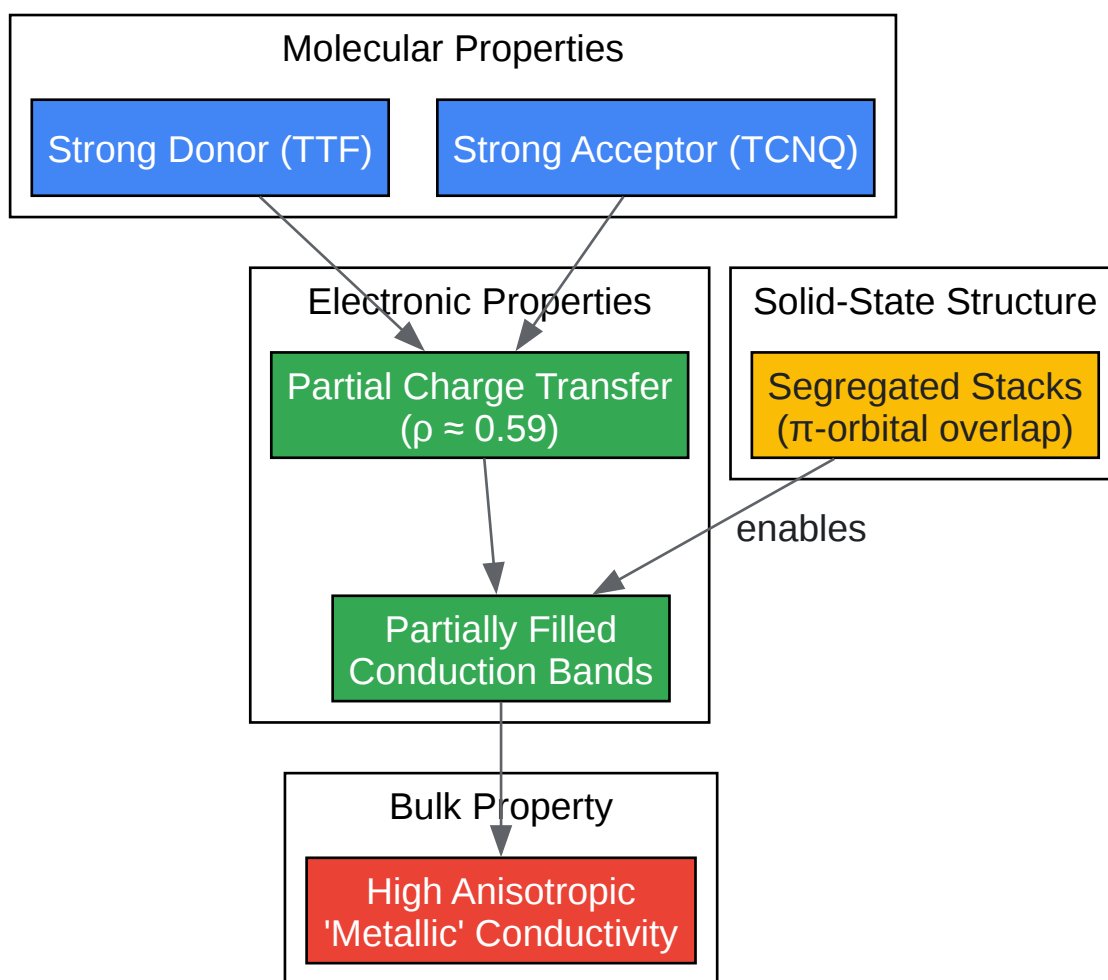 Molecular Properties
Strong Donor (TTF)
Strong Acceptor (TCNQ)
Electronic Properties
Solid-State Structure
Partial Charge Transfer
(ρ ≈ 0.59)
Segregated Stacks
(π-orbital overlap)
enables
Partially Filled
Conduction Bands
Bulk Property
High Anisotropic
'Metallic' Conductivity